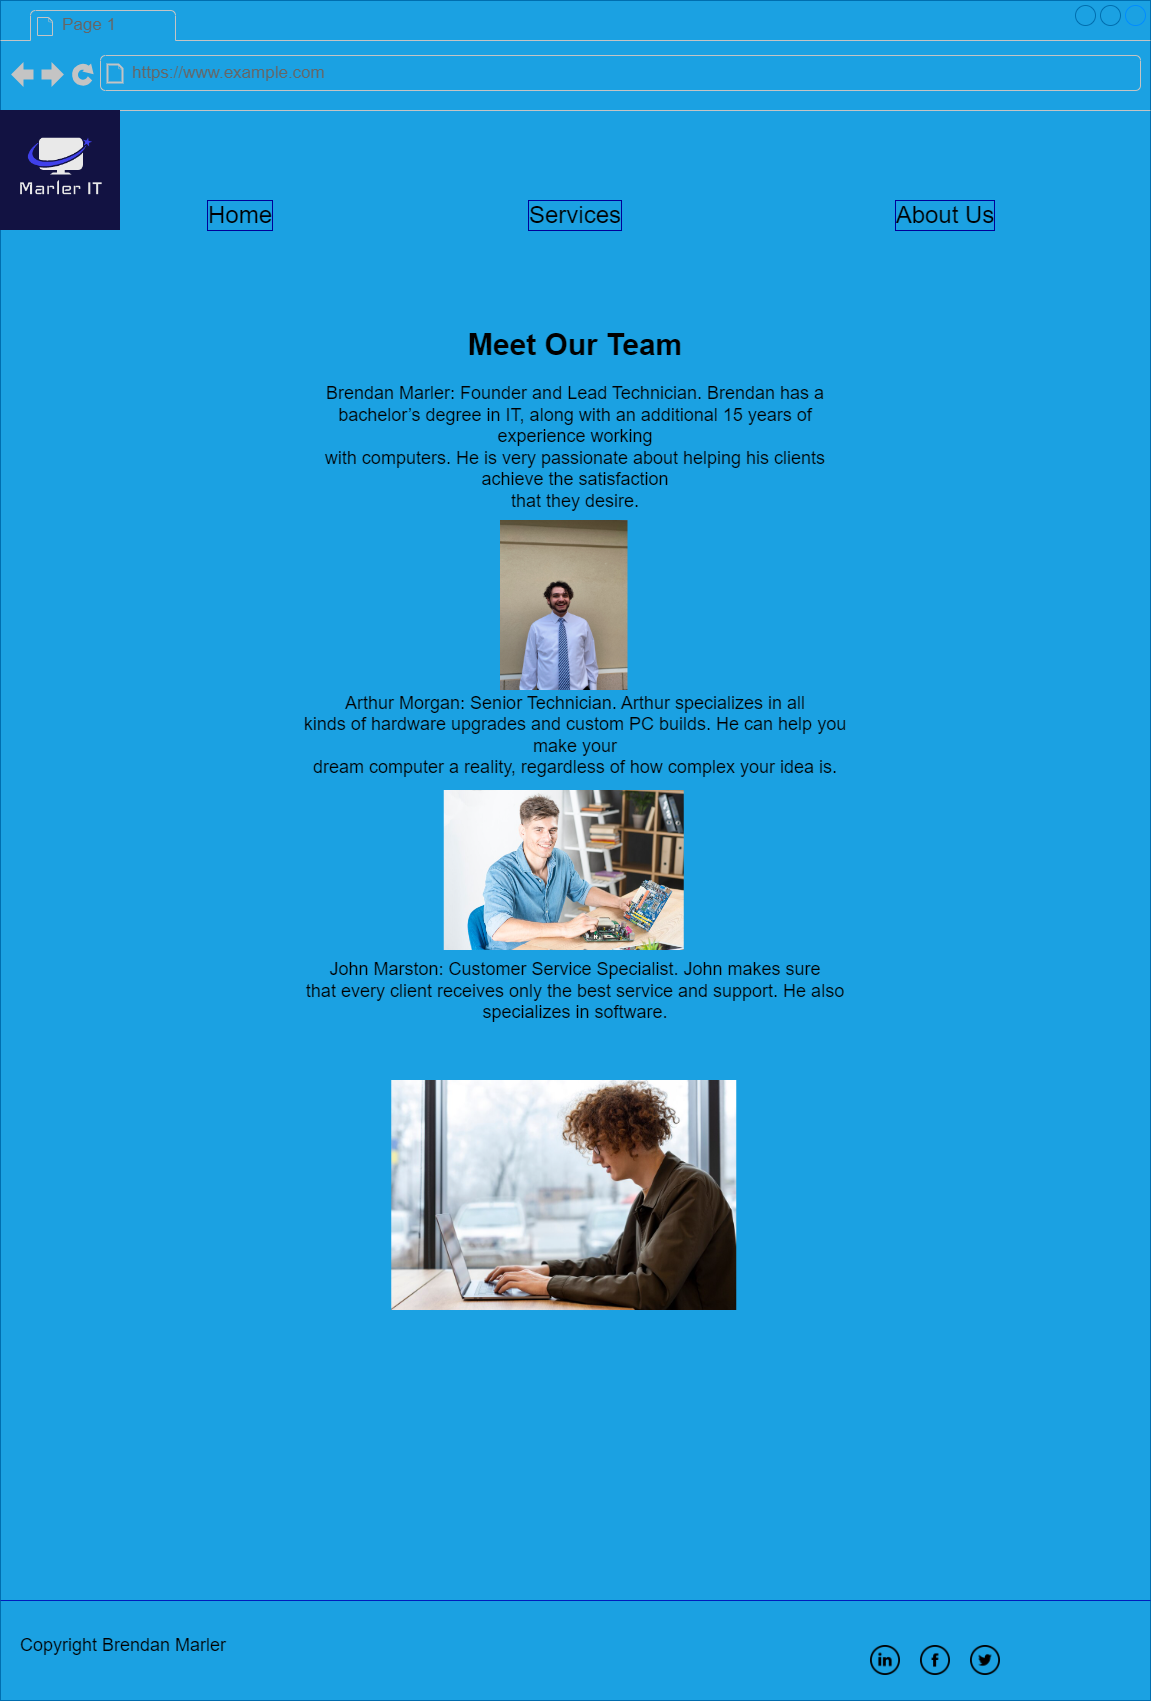 Page 1
https://www.example.com
Marler IT
Home
Services
About Us
Meet Our Team
Brendan Marler: Founder and Lead Technician. Brendan has a
bachelor’s degree in IT, along with an additional 15 years of
experience working
with computers. He is very passionate about helping his clients
achieve the satisfaction
that they desire.
Arthur Morgan: Senior Technician. Arthur specializes in all
kinds of hardware upgrades and custom PC builds. He can help you
make your
dream computer a reality, regardless of how complex your idea is.
John Marston: Customer Service Specialist. John makes sure
that every client receives only the best service and support. He also
specializes in software.
Copyright Brendan Marler
in
f